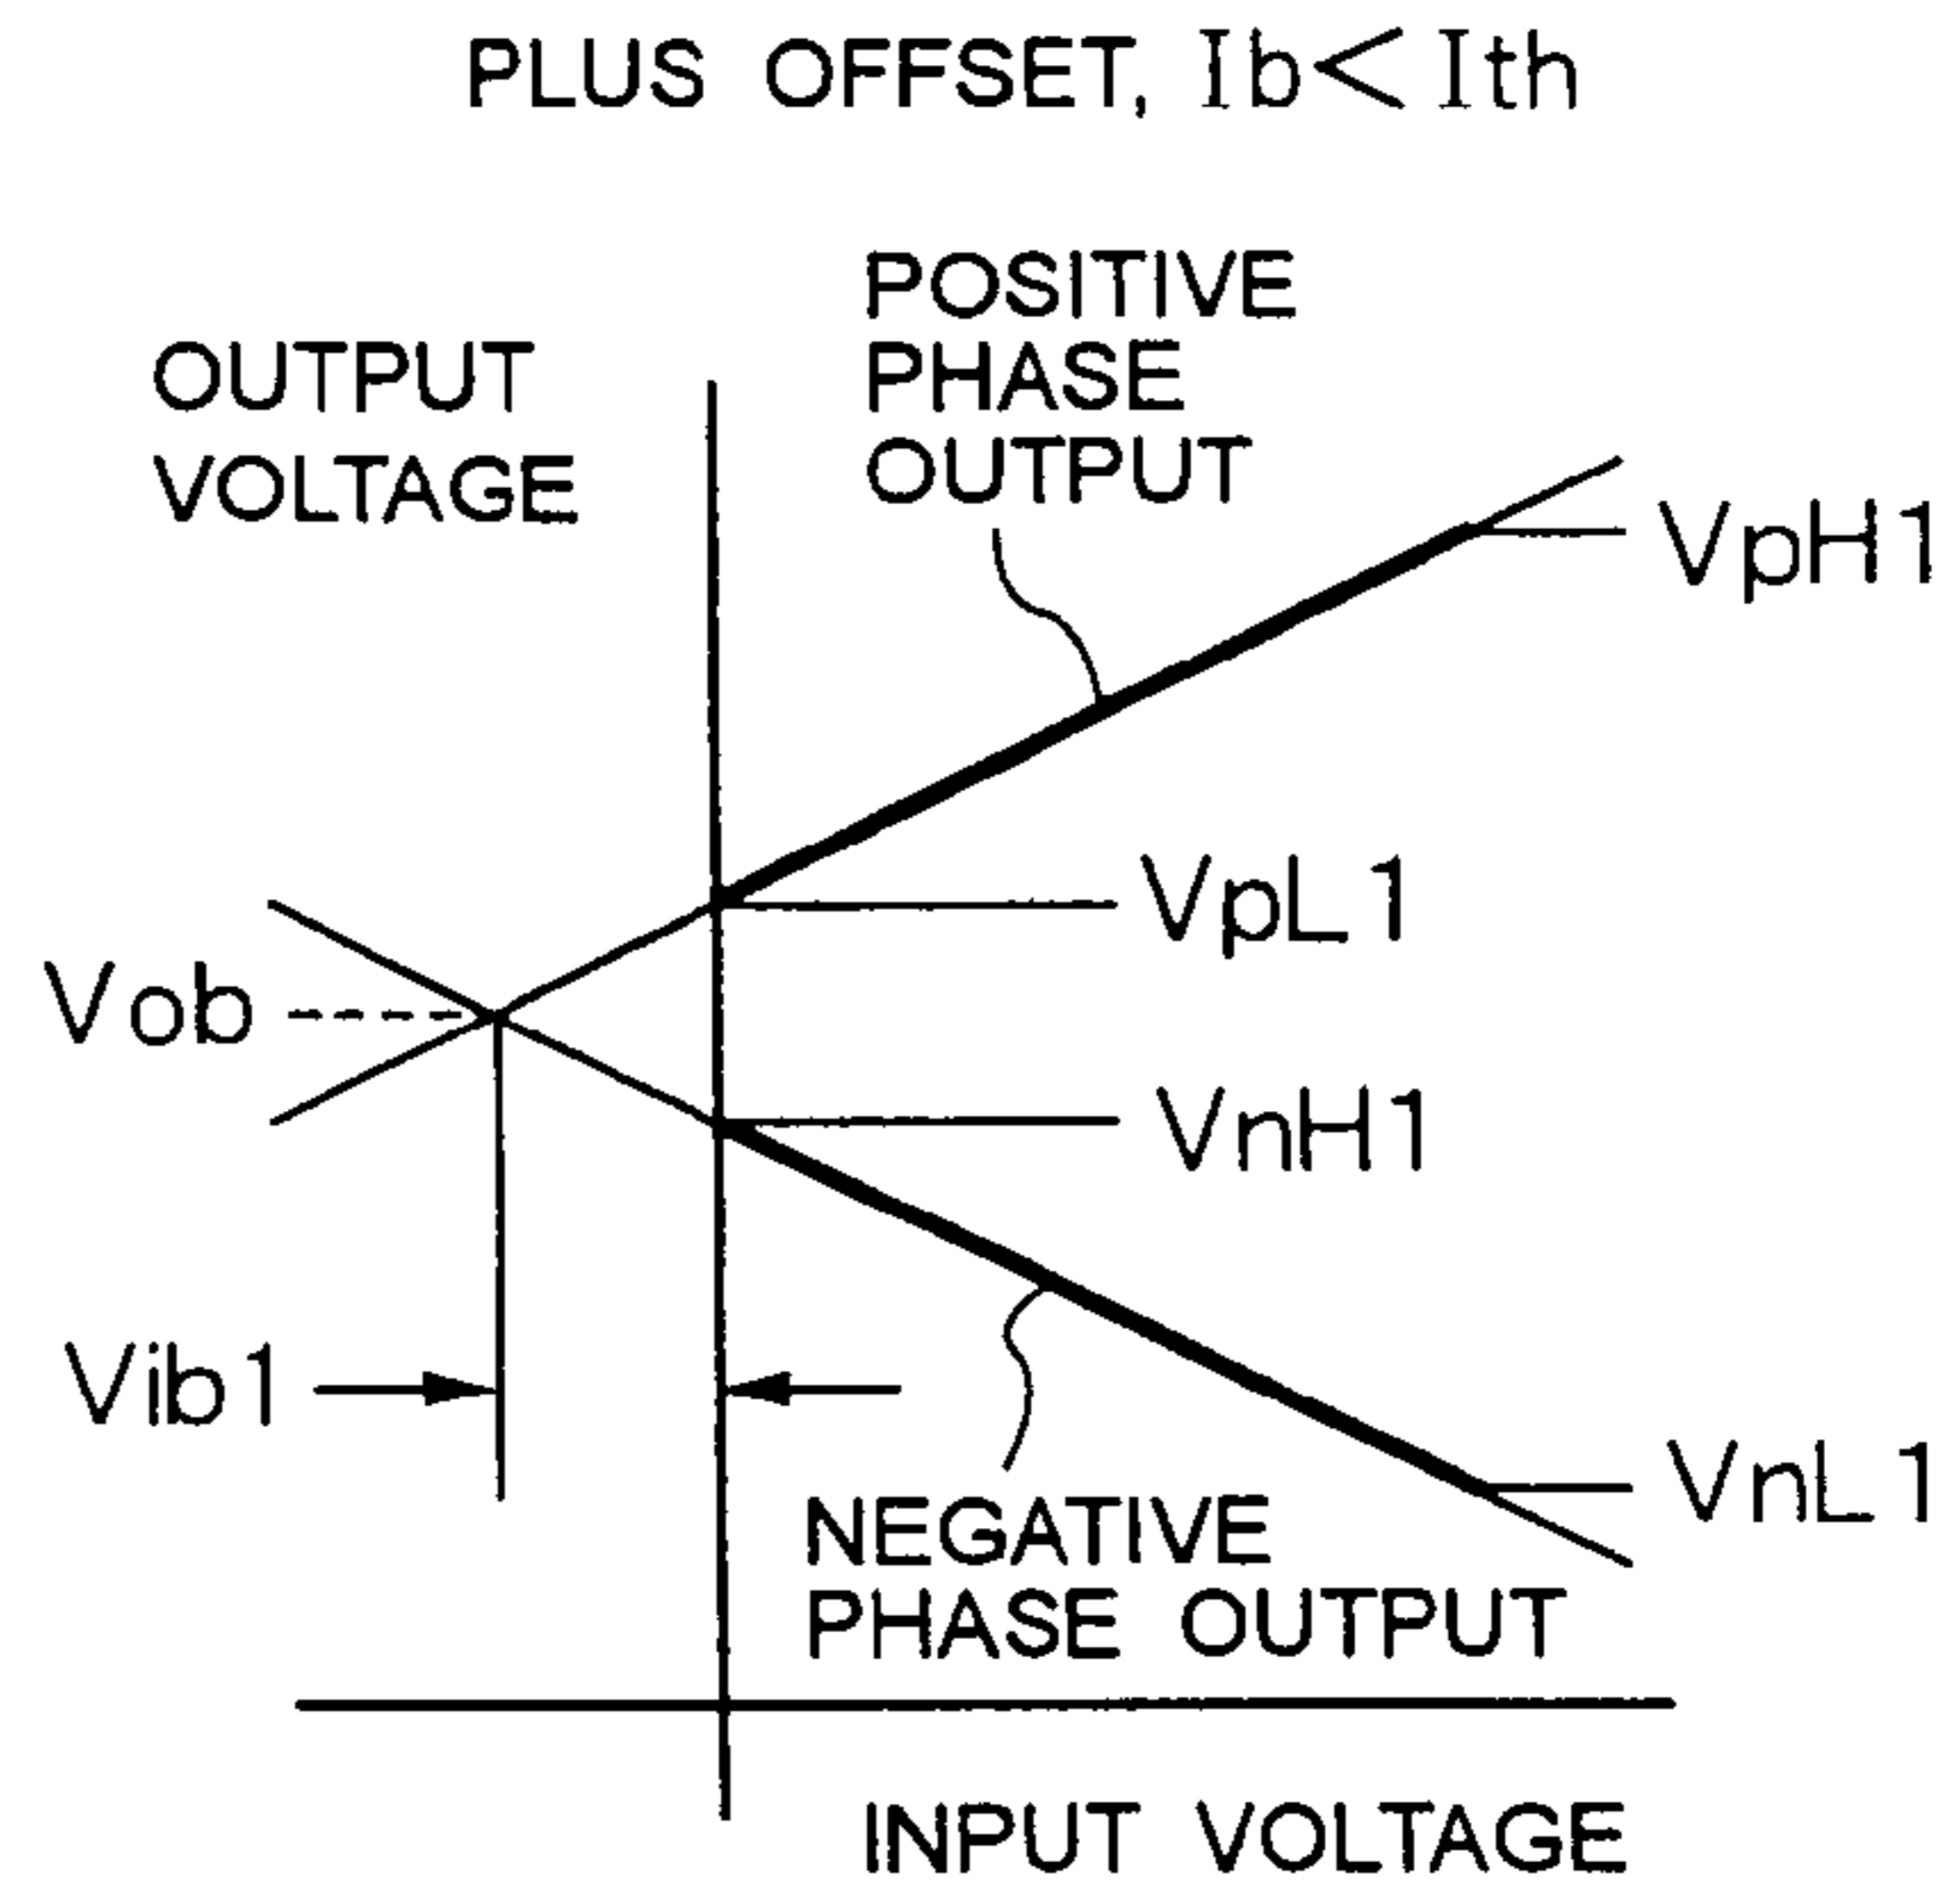 PLUS OFFSET, Ib<Ith
POSITIVE
PHASE
OUTPUT
OUTPUT
VOLTAGE
VpH1
VpL1
Vob
VnH1
Vib1
VnL1
NEGATIVE
PHASE OUTPUT
INPUT VOLTAGE